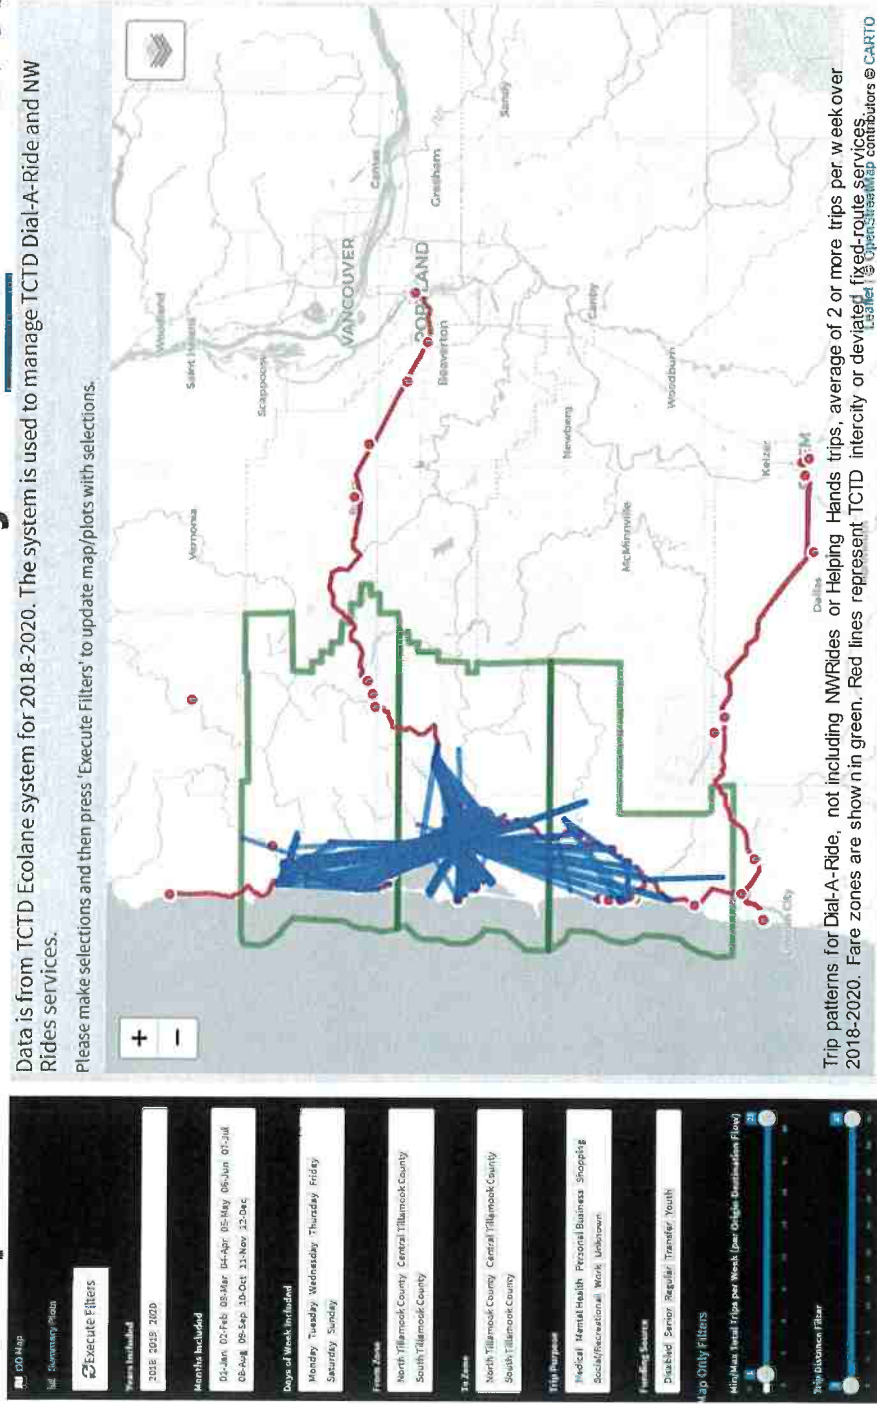 Data is from TCTD Ecolane system for 2018-2020. The system is used to manage TCTD Dial-A-Ride and NW
Rides services.
Please make selections and then press 'Execute Filters' to update map/plots with selections.
OD Map
Summary Plots
Execute Filters
Years Included
2018 2019 2020
Months Included
01-Jan 02-Feb 03-Mar 04-Apr 05-May 06-Jun 07-Jul
08-Aug 09-Sep 10-Oct 11-Nov 12-Dec
Days of Week Included
Monday Tuesday Wednesday Thursday Friday
Saturday Sunday
From Zone
North Tillamook County Central Tillamook County
South Tillamook County
To Zone
North Tillamook County Central Tillamook County
South Tillamook County
Trip Purpose
Medical Mental Health Personal Business Shopping
Social/Recreational Work Unknown
Funding Source
Disabled Senior Regular Transfer Youth
Map Only Filters
Min/Max Total Trips per Week (per Origin Destination Flow)
Trip Distance Filter
+
−
Woodland
Saint Helens
Vernonia
Scappoose
VANCOUVER
Camas
PORTLAND
Gresham
Sandy
Beaverton
Newberg
Canby
McMinnville
Woodburn
Keizer
Dallas
Lincoln City
Trip patterns for Dial-A-Ride, not including NWRides or Helping Hands trips, average of 2 or more trips per week over
2018-2020. Fare zones are shown in green. Red lines represent TCTD intercity or deviated fixed-route services.
Leaflet | © OpenStreetMap contributors © CARTO